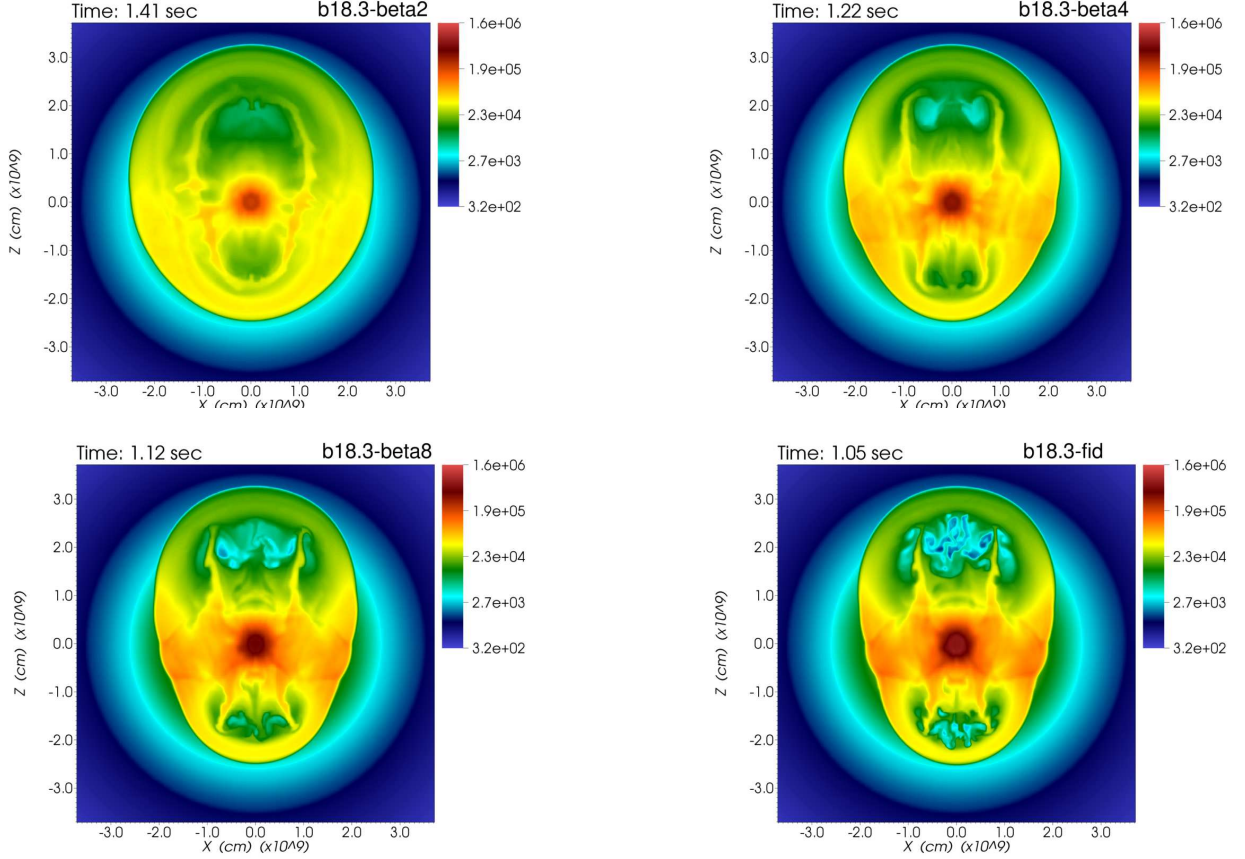 Time: 1.41 sec b18.3-beta2
1.6e+06
1.9e+05
2.3e+04
2.7e+03
3.2e+02
3.0
2.0
1.0
0.0
-1.0
-2.0
-3.0
Z (cm) (x10^9)
-3.0 -2.0 -1.0 0.0 1.0 2.0 3.0
X (cm) (x10^9)
Time: 1.22 sec b18.3-beta4
1.6e+06
1.9e+05
2.3e+04
2.7e+03
3.2e+02
3.0
2.0
1.0
0.0
-1.0
-2.0
-3.0
Z (cm) (x10^9)
-3.0 -2.0 -1.0 0.0 1.0 2.0 3.0
X (cm) (x10^9)
Time: 1.12 sec b18.3-beta8
1.6e+06
1.9e+05
2.3e+04
2.7e+03
3.2e+02
3.0
2.0
1.0
0.0
-1.0
-2.0
-3.0
Z (cm) (x10^9)
-3.0 -2.0 -1.0 0.0 1.0 2.0 3.0
X (cm) (x10^9)
Time: 1.05 sec b18.3-fid
1.6e+06
1.9e+05
2.3e+04
2.7e+03
3.2e+02
3.0
2.0
1.0
0.0
-1.0
-2.0
-3.0
Z (cm) (x10^9)
-3.0 -2.0 -1.0 0.0 1.0 2.0 3.0
X (cm) (x10^9)